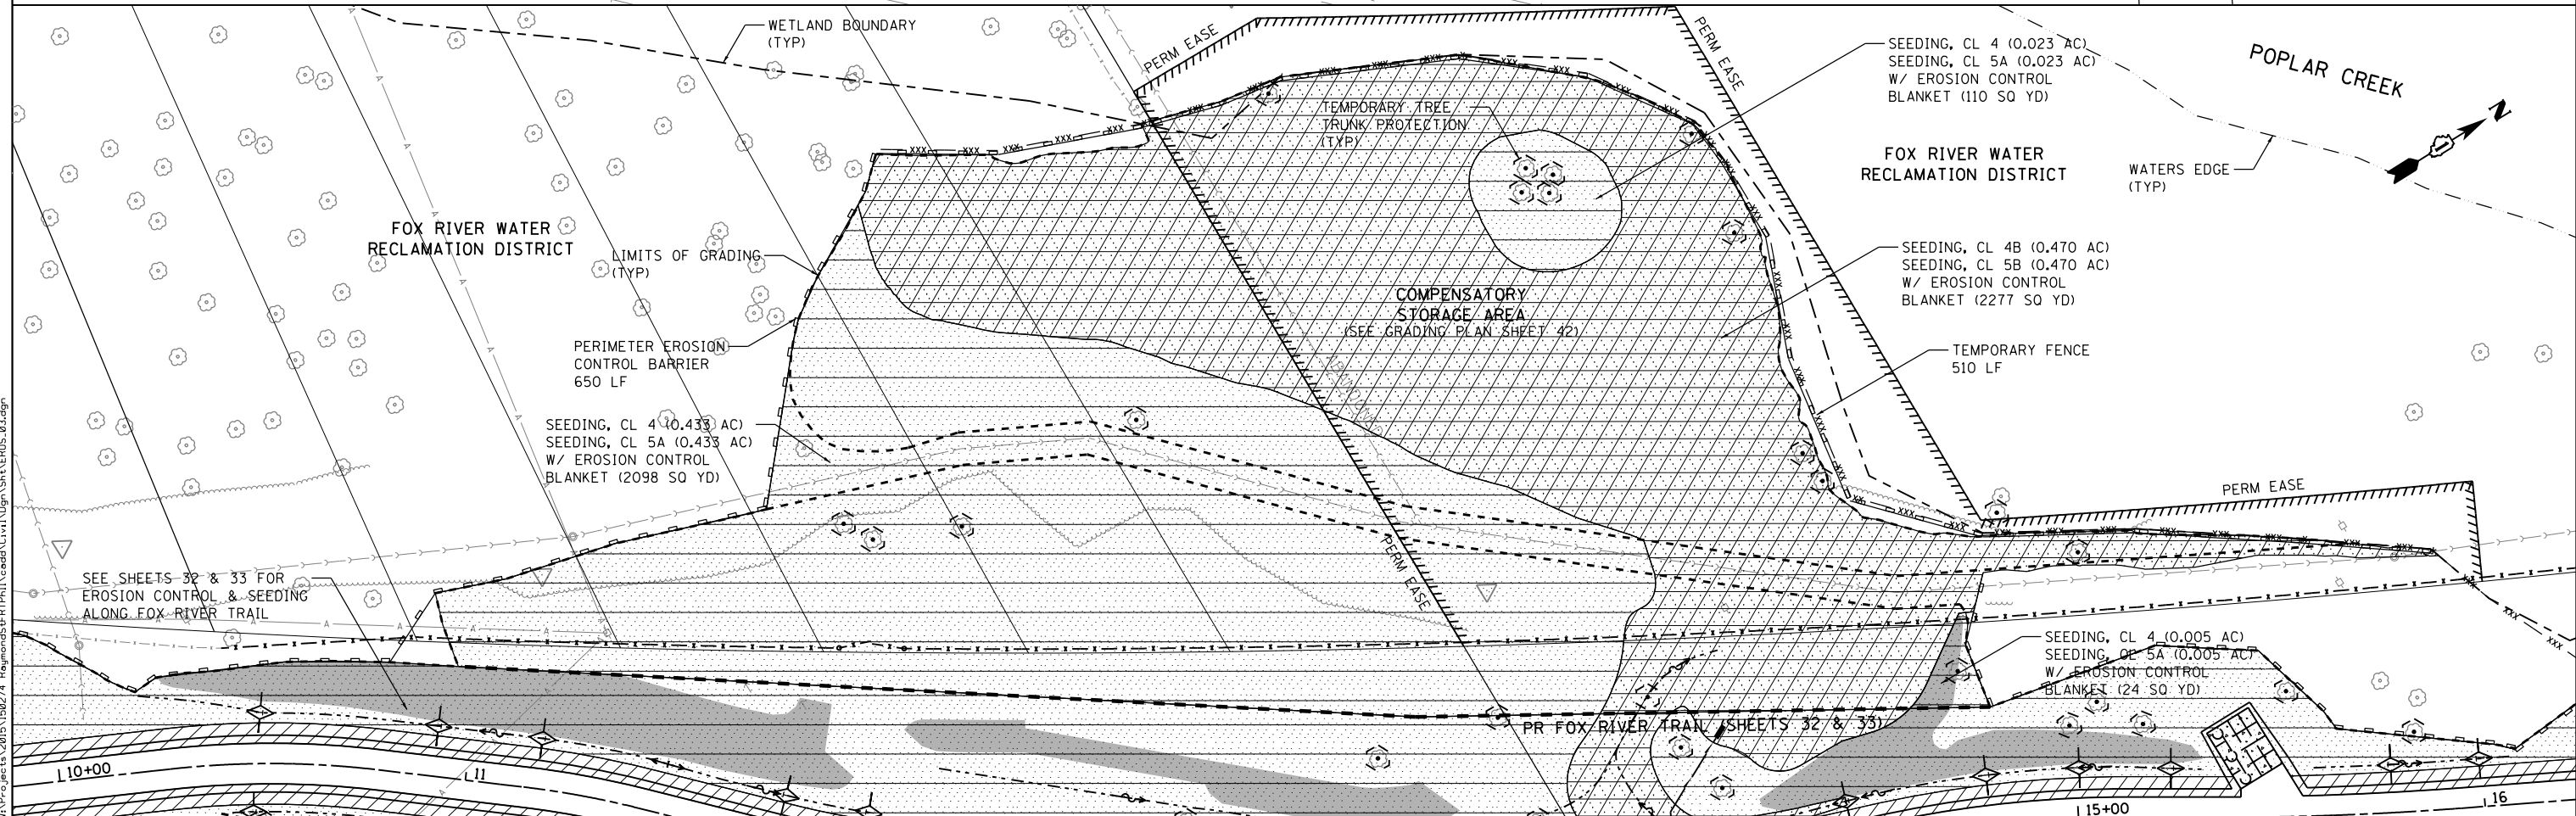 WETLAND BOUNDARY
(TYP)
PERM EASE
PERM EASE
SEEDING, CL 4 (0.023 AC)
SEEDING, CL 5A (0.023 AC)
W/ EROSION CONTROL
BLANKET (110 SQ YD)
POPLAR CREEK
N
TEMPORARY TREE
TRUNK PROTECTION
(TYP)
FOX RIVER WATER
RECLAMATION DISTRICT
WATERS EDGE
(TYP)
FOX RIVER WATER
RECLAMATION DISTRICT
LIMITS OF GRADING
(TYP)
SEEDING, CL 4B (0.470 AC)
SEEDING, CL 5B (0.470 AC)
W/ EROSION CONTROL
BLANKET (2277 SQ YD)
COMPENSATORY
STORAGE AREA
(SEE GRADING PLAN SHEET 42)
PERIMETER EROSION
CONTROL BARRIER
650 LF
TEMPORARY FENCE
510 LF
SEEDING, CL 4 (0.433 AC)
SEEDING, CL 5A (0.433 AC)
W/ EROSION CONTROL
BLANKET (2098 SQ YD)
PERM EASE
PERM EASE
SEE SHEETS 32 & 33 FOR
EROSION CONTROL & SEEDING
ALONG FOX RIVER TRAIL
SEEDING, CL 4 (0.005 AC)
SEEDING, CL 5A (0.005 AC)
W/ EROSION CONTROL
BLANKET (24 SQ YD)
PR FOX RIVER TRAIL (SHEETS 32 & 33)
10+00
11
15+00
16